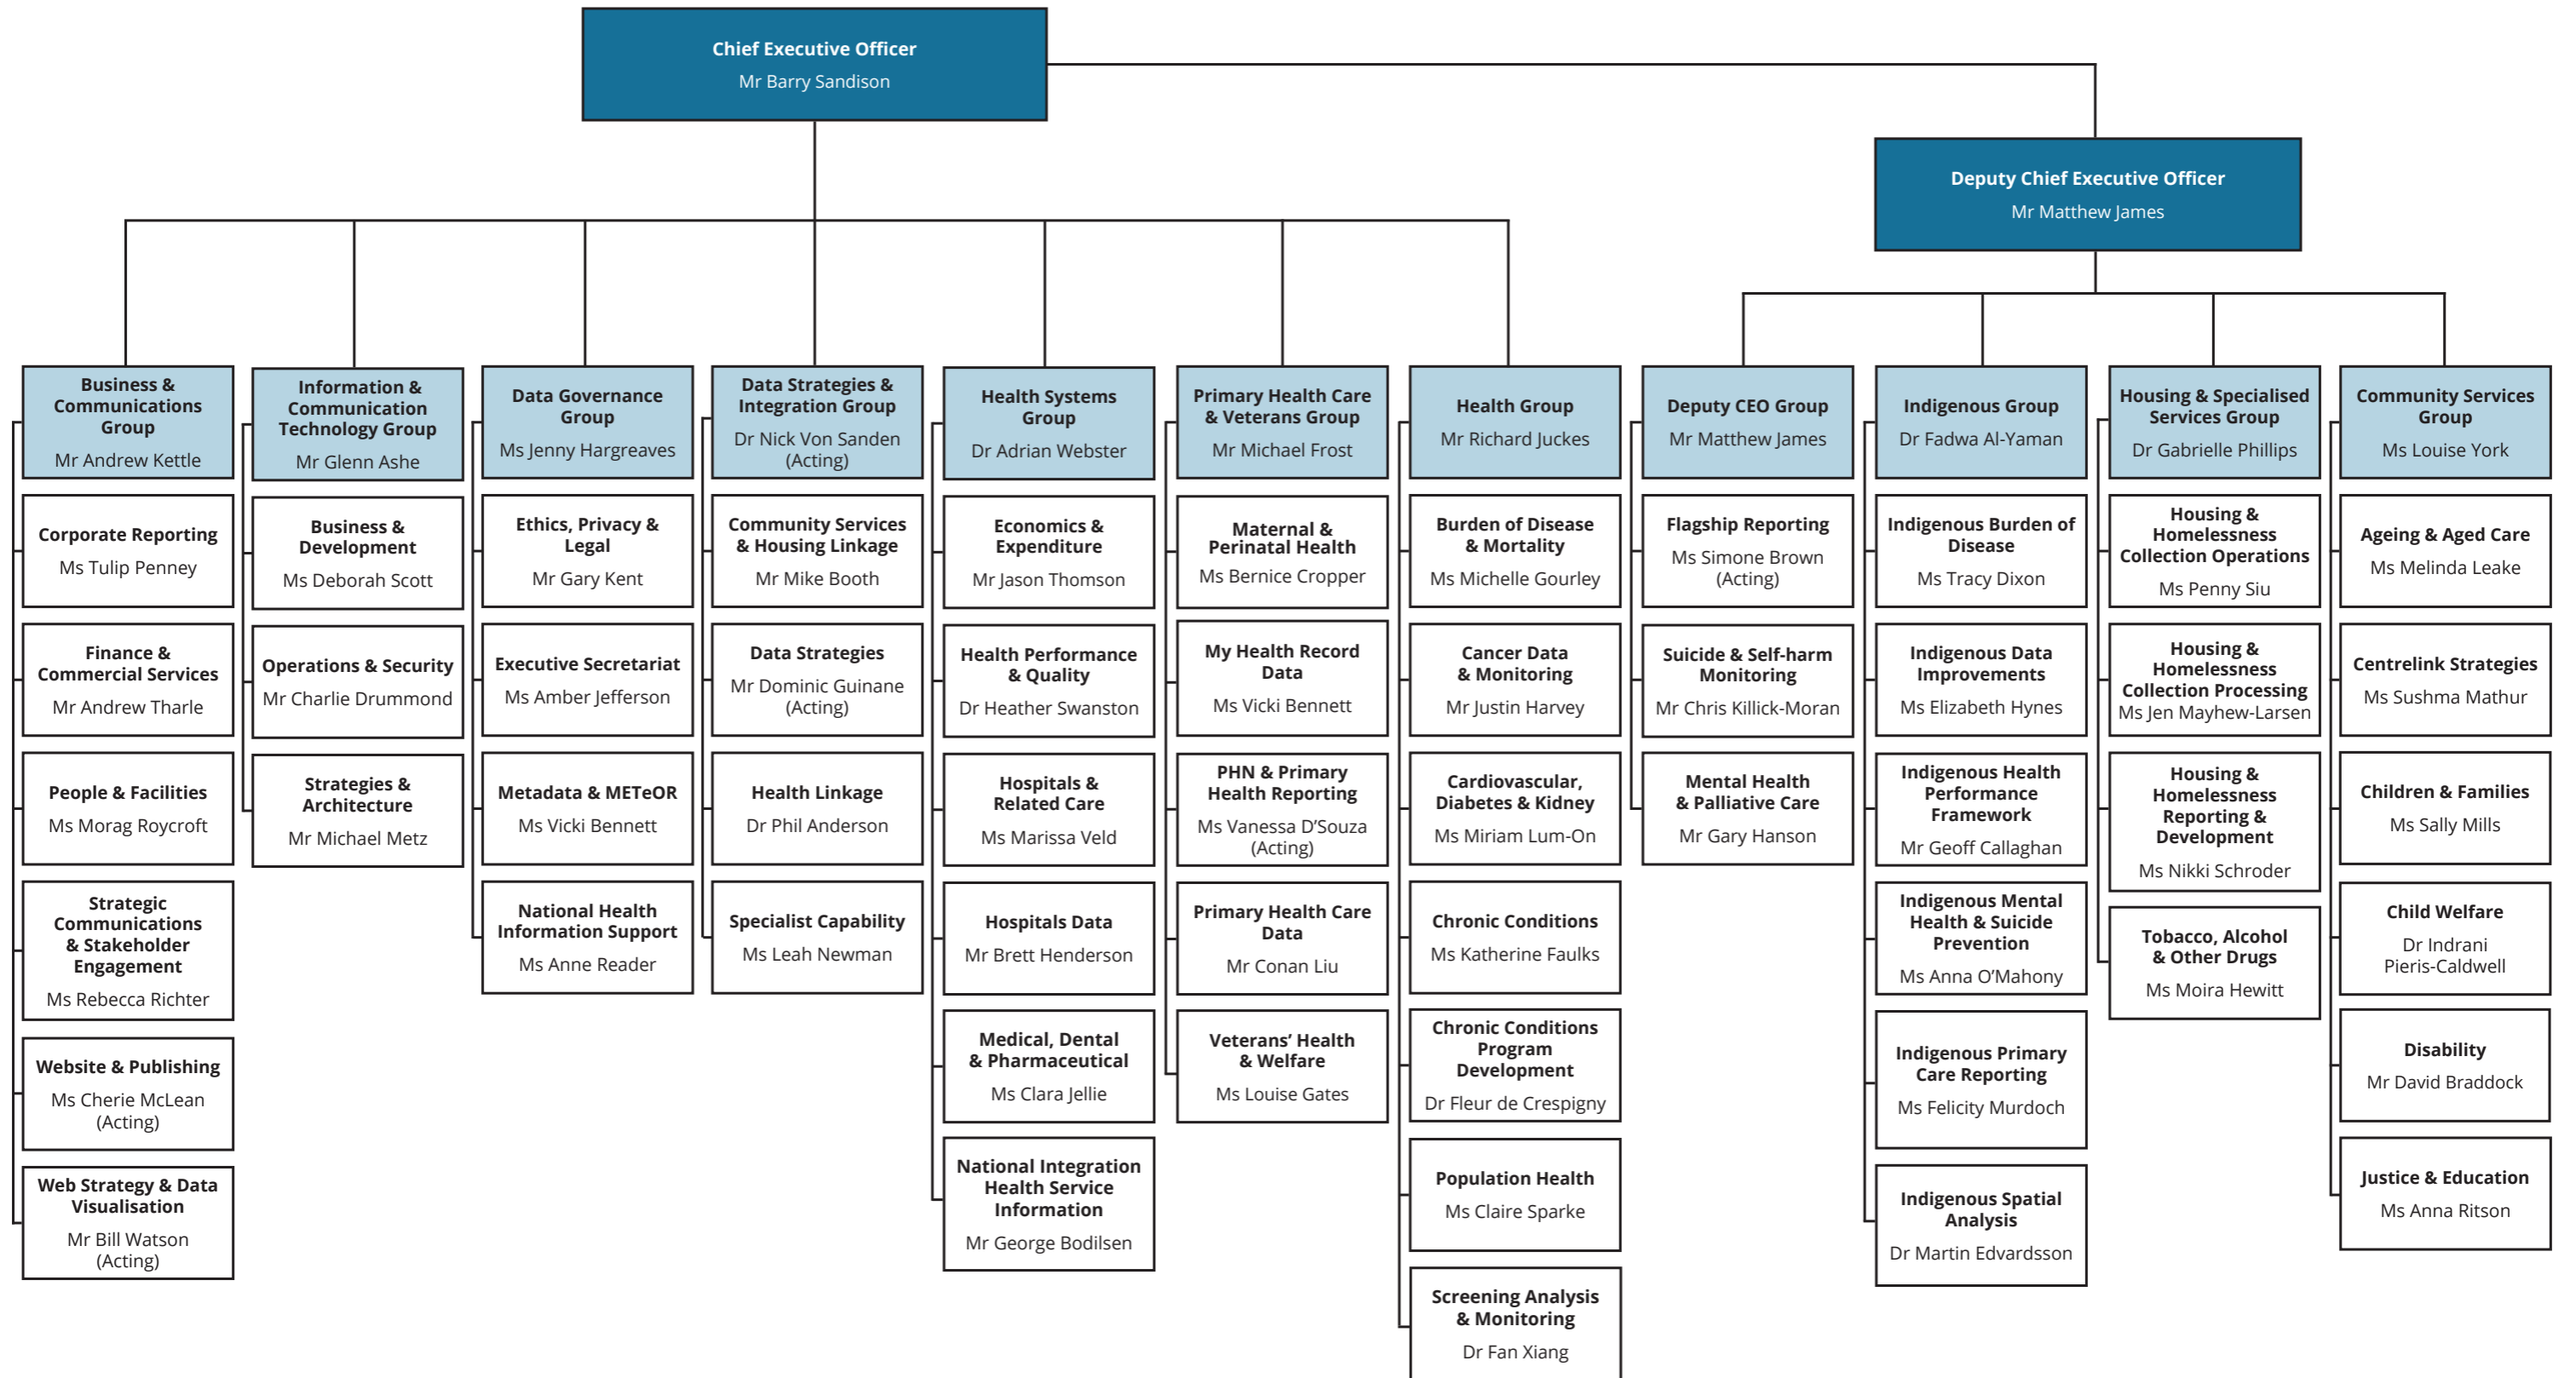 Chief Executive Officer
Mr Barry Sandison
Deputy Chief Executive Officer
Mr Matthew James
Business &
Communications
Group
Mr Andrew Kettle
Corporate Reporting
Ms Tulip Penney
Finance &
Commercial Services
Mr Andrew Tharle
People & Facilities
Ms Morag Roycroft
Strategic
Communications
& Stakeholder
Engagement
Ms Rebecca Richter
Website & Publishing
Ms Cherie McLean
(Acting)
Web Strategy & Data
Visualisation
Mr Bill Watson
(Acting)
Information &
Communication
Technology Group
Mr Glenn Ashe
Business &
Development
Ms Deborah Scott
Operations & Security
Mr Charlie Drummond
Strategies &
Architecture
Mr Michael Metz
Data Governance
Group
Ms Jenny Hargreaves
Ethics, Privacy &
Legal
Mr Gary Kent
Executive Secretariat
Ms Amber Jefferson
Metadata & METeOR
Ms Vicki Bennett
National Health
Information Support
Ms Anne Reader
Data Strategies &
Integration Group
Dr Nick Von Sanden
(Acting)
Community Services
& Housing Linkage
Mr Mike Booth
Data Strategies
Mr Dominic Guinane
(Acting)
Health Linkage
Dr Phil Anderson
Specialist Capability
Ms Leah Newman
Health Systems
Group
Dr Adrian Webster
Economics &
Expenditure
Mr Jason Thomson
Health Performance
& Quality
Dr Heather Swanston
Hospitals &
Related Care
Ms Marissa Veld
Hospitals Data
Mr Brett Henderson
Medical, Dental
& Pharmaceutical
Ms Clara Jellie
National Integration
Health Service
Information
Mr George Bodilsen
Primary Health Care
& Veterans Group
Mr Michael Frost
Maternal &
Perinatal Health
Ms Bernice Cropper
My Health Record
Data
Ms Vicki Bennett
PHN & Primary
Health Reporting
Ms Vanessa D’Souza
(Acting)
Primary Health Care
Data
Mr Conan Liu
Veterans’ Health
& Welfare
Ms Louise Gates
Health Group
Mr Richard Juckes
Burden of Disease
& Mortality
Ms Michelle Gourley
Cancer Data
& Monitoring
Mr Justin Harvey
Cardiovascular,
Diabetes & Kidney
Ms Miriam Lum-On
Chronic Conditions
Ms Katherine Faulks
Chronic Conditions
Program
Development
Dr Fleur de Crespigny
Population Health
Ms Claire Sparke
Screening Analysis
& Monitoring
Dr Fan Xiang
Deputy CEO Group
Mr Matthew James
Flagship Reporting
Ms Simone Brown
(Acting)
Suicide & Self-harm
Monitoring
Mr Chris Killick-Moran
Mental Health
& Palliative Care
Mr Gary Hanson
Indigenous Group
Dr Fadwa Al-Yaman
Indigenous Burden of
Disease
Ms Tracy Dixon
Indigenous Data
Improvements
Ms Elizabeth Hynes
Indigenous Health
Performance
Framework
Mr Geoff Callaghan
Indigenous Mental
Health & Suicide
Prevention
Ms Anna O’Mahony
Indigenous Primary
Care Reporting
Ms Felicity Murdoch
Indigenous Spatial
Analysis
Dr Martin Edvardsson
Housing & Specialised
Services Group
Dr Gabrielle Phillips
Housing &
Homelessness
Collection Operations
Ms Penny Siu
Housing &
Homelessness
Collection Processing
Ms Jen Mayhew-Larsen
Housing &
Homelessness
Reporting &
Development
Ms Nikki Schroder
Tobacco, Alcohol
& Other Drugs
Ms Moira Hewitt
Community Services
Group
Ms Louise York
Ageing & Aged Care
Ms Melinda Leake
Centrelink Strategies
Ms Sushma Mathur
Children & Families
Ms Sally Mills
Child Welfare
Dr Indrani
Pieris-Caldwell
Disability
Mr David Braddock
Justice & Education
Ms Anna Ritson